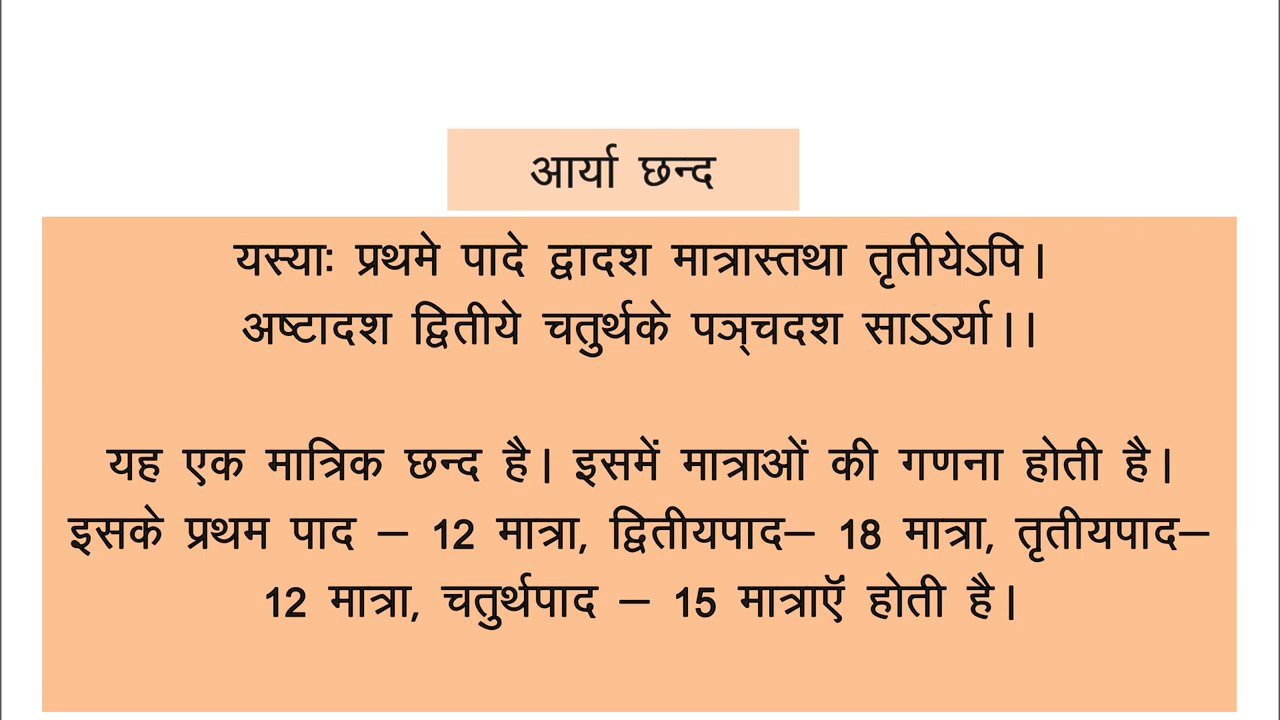 आर्या छन्द
यस्याः प्रथमे पादे द्वादश मात्रास्तथा तृतीयेऽपि।
अष्टादश द्वितीये चतुर्थके पञ्चदश साऽऽर्या।।
यह एक मात्रिक छन्द है। इसमें मात्राओं की गणना होती है।
इसके प्रथम पाद – 12 मात्रा, द्वितीयपाद– 18 मात्रा, तृतीयपाद–
12 मात्रा, चतुर्थपाद – 15 मात्राऍ होती है।